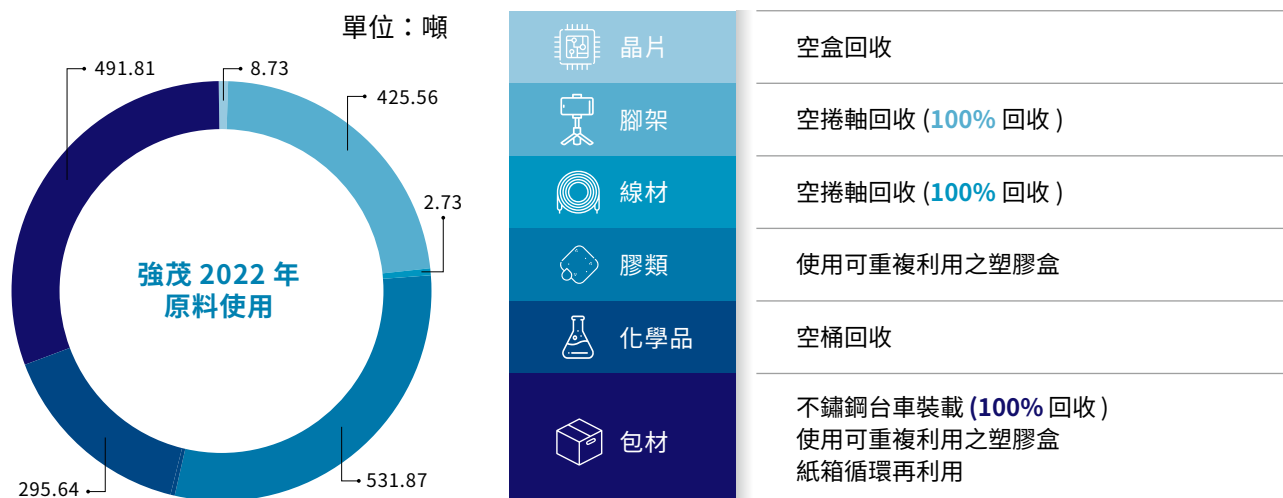 單位：噸
491.81
8.73
425.56
2.73
強茂 2022 年
原料使用
295.64
531.87
晶片
空盒回收
腳架
空捲軸回收 (100% 回收 )
線材
空捲軸回收 (100% 回收 )
膠類
使用可重複利用之塑膠盒
化學品
空桶回收
包材
不鏽鋼台車裝載 (100% 回收 )
使用可重複利用之塑膠盒
紙箱循環再利用